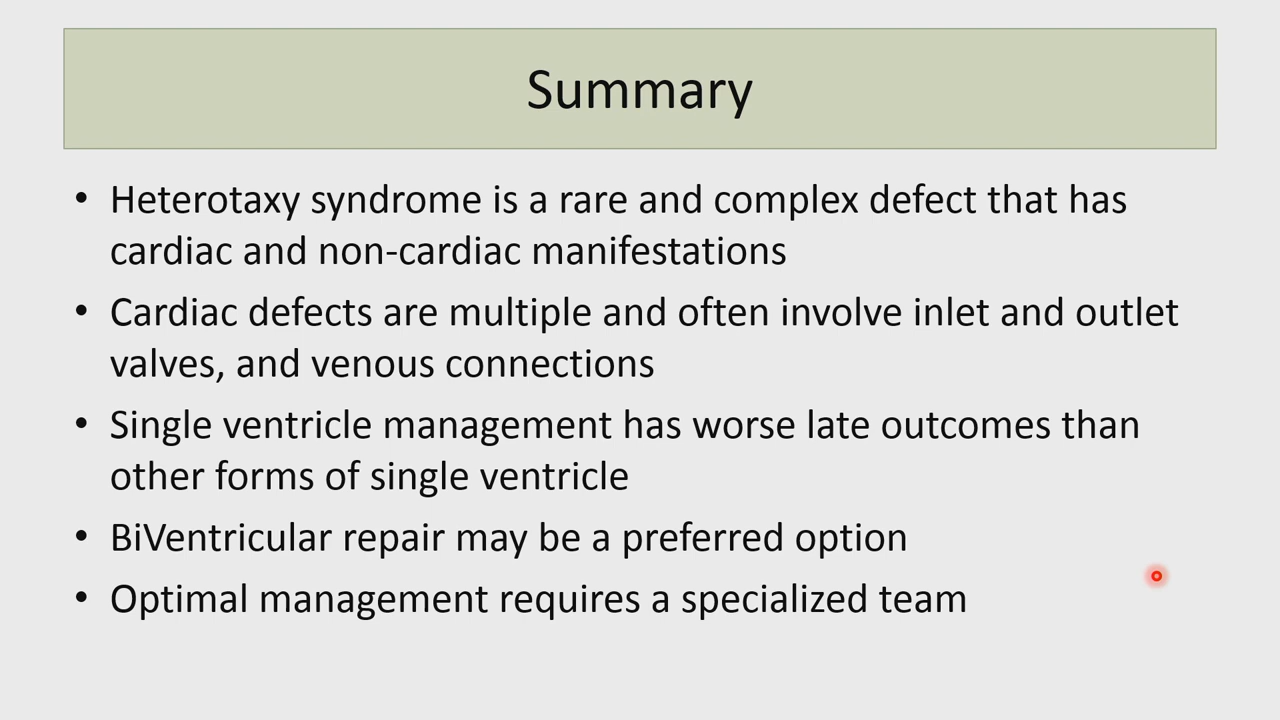 Summary
• Heterotaxy syndrome is a rare and complex defect that has
cardiac and non-cardiac manifestations
• Cardiac defects are multiple and often involve inlet and outlet
valves, and venous connections
• Single ventricle management has worse late outcomes than
other forms of single ventricle
• BiVentricular repair may be a preferred option
• Optimal management requires a specialized team